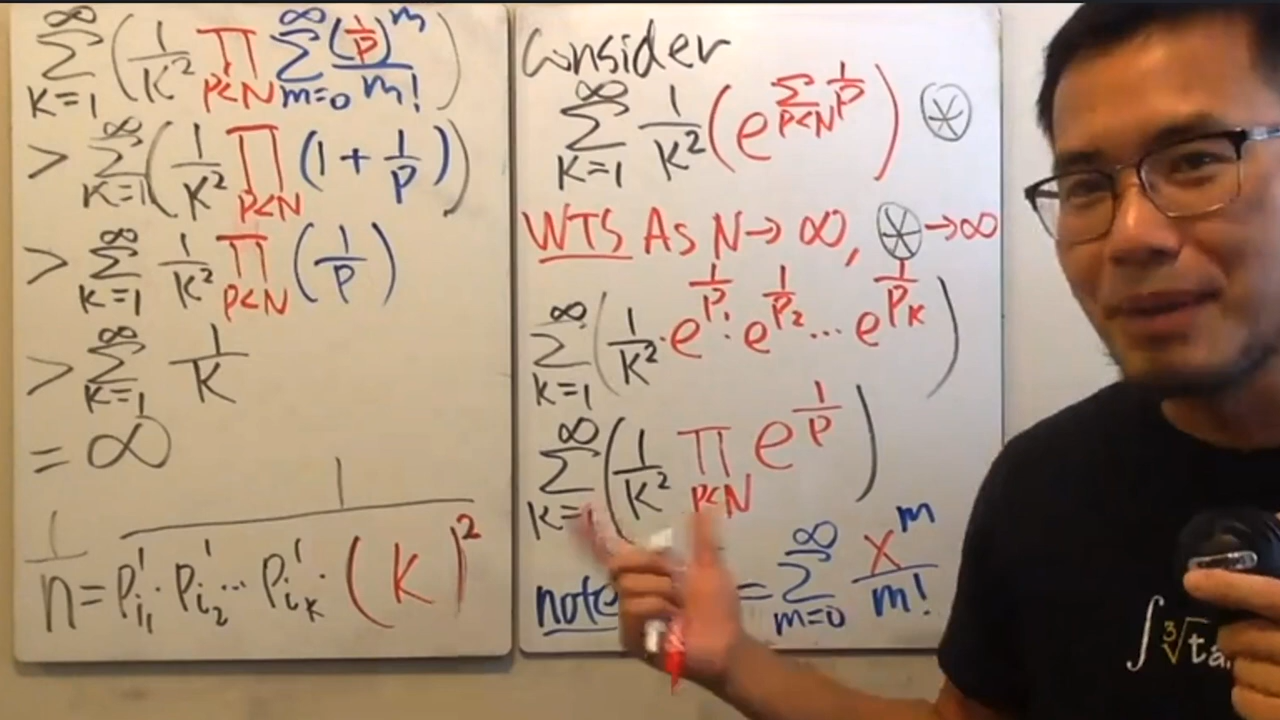 ∞ Σ k=1 (1/k² ∏ p<N ∞ Σ m=0 (1/p)^m / m!)
> ∞ Σ k=1 (1/k² ∏ p<N (1 + 1/p))
> ∞ Σ k=1 1/k² ∏ p<N (1/p)
> ∞ Σ k=1 1/k
= ∞
1/n = 1/(p_{i_1}^1 · p_{i_2}^1 ... p_{i_k}^1 · (k)²)
Consider
∞ Σ k=1 1/k² (e^{Σ p<N 1/p}) ⊛
WTS As N→∞, ⊛→∞
∞ Σ k=1 (1/k² · e^{1/p_1} · e^{1/p_2} ... e^{1/p_k})
∞ Σ k=1 (1/k² ∏ p<N e^{1/p})
note = ∞ Σ m=0 x^m / m!
∫ ³√ta